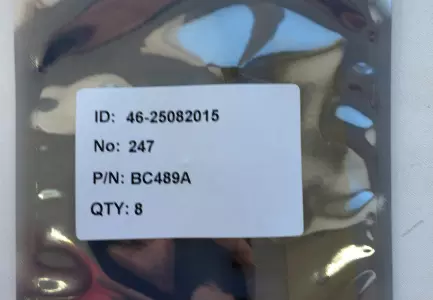 ID: 46-25082015
No: 247
P/N: BC489A
QTY: 8